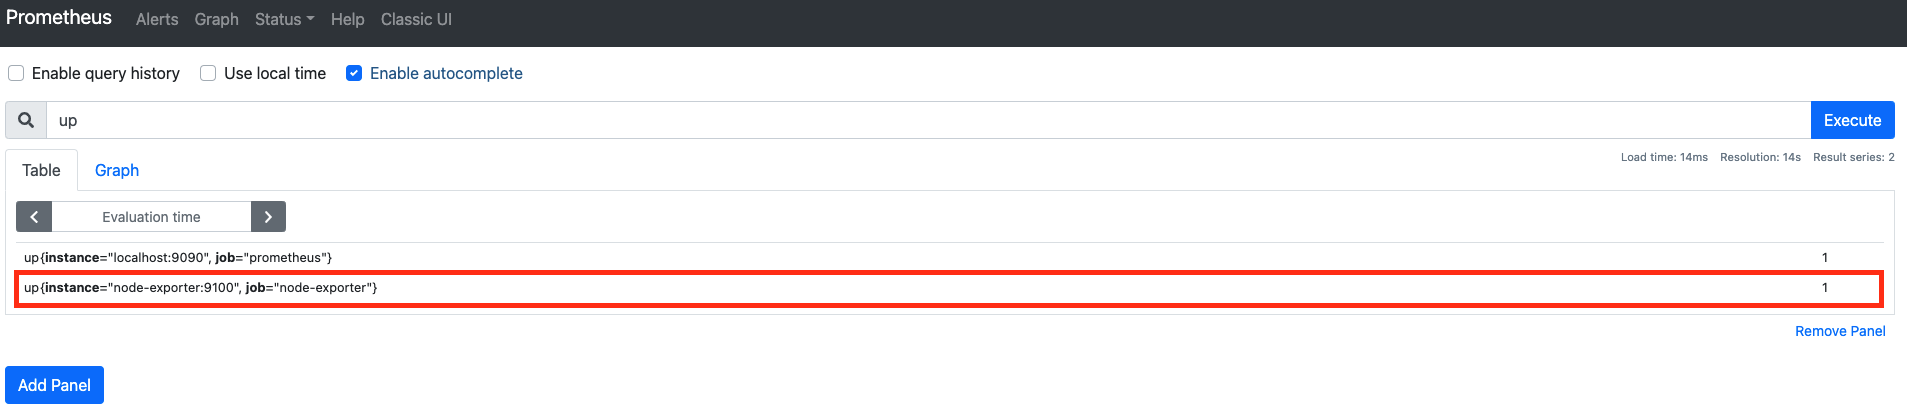 Prometheus Alerts Graph Status Help Classic UI
Enable query history Use local time Enable autocomplete
up Execute
Table Graph Load time: 14ms Resolution: 14s Result series: 2
Evaluation time
up{instance="localhost:9090", job="prometheus"} 1
up{instance="node-exporter:9100", job="node-exporter"} 1
Remove Panel
Add Panel